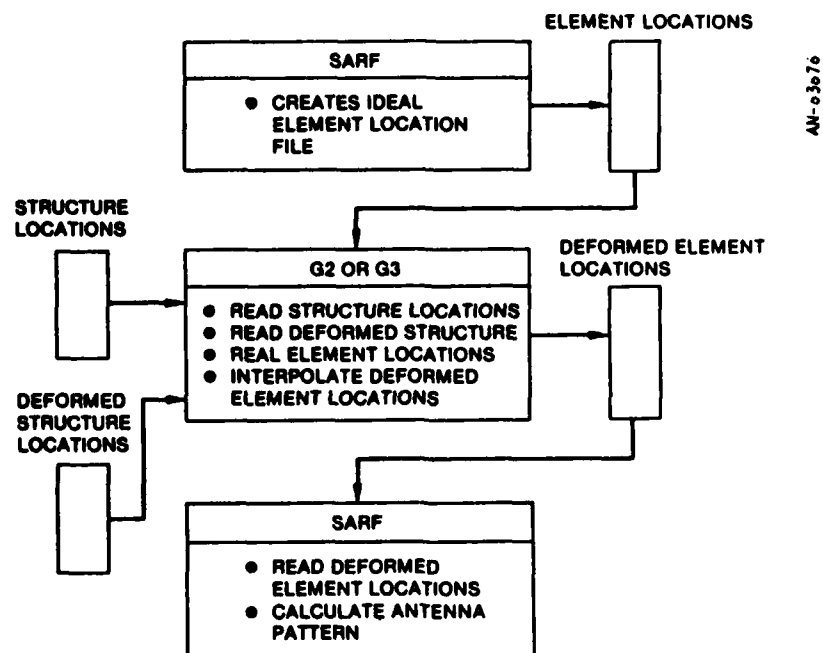 ELEMENT LOCATIONS
SARF
● CREATES IDEAL
ELEMENT LOCATION
FILE
AN-03676
STRUCTURE
LOCATIONS
G2 OR G3
● READ STRUCTURE LOCATIONS
● READ DEFORMED STRUCTURE
● REAL ELEMENT LOCATIONS
● INTERPOLATE DEFORMED
ELEMENT LOCATIONS
DEFORMED ELEMENT
LOCATIONS
DEFORMED
STRUCTURE
LOCATIONS
SARF
● READ DEFORMED
ELEMENT LOCATIONS
● CALCULATE ANTENNA
PATTERN